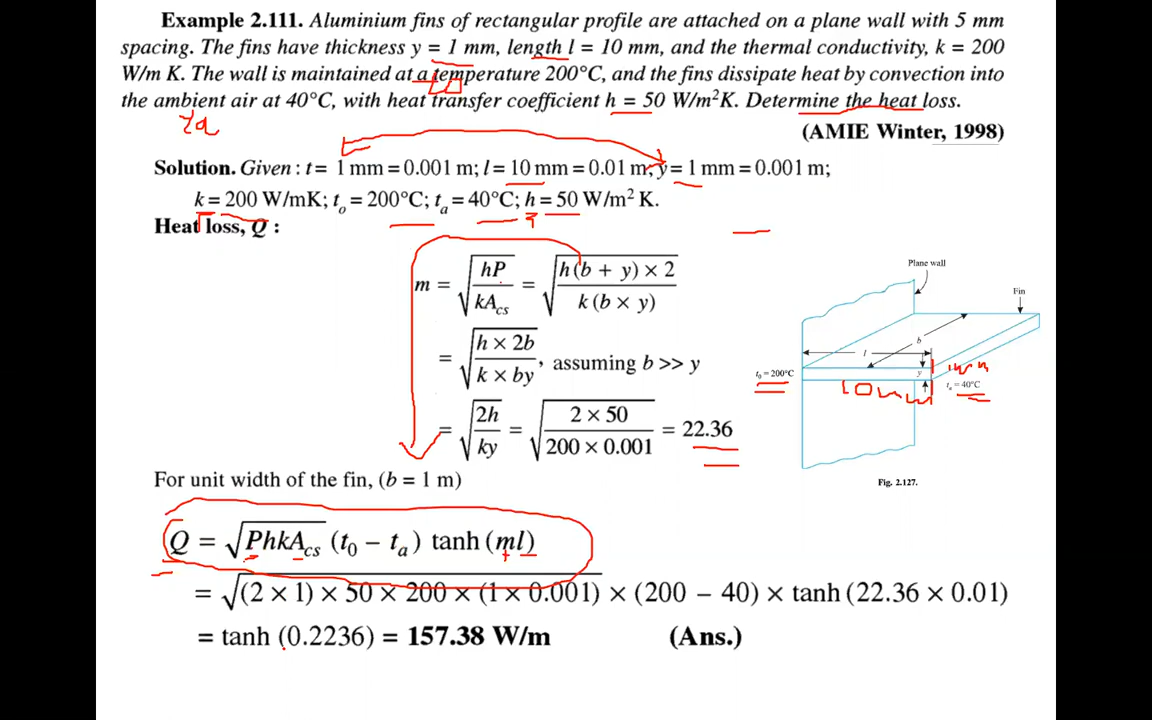 Example 2.111. Aluminium fins of rectangular profile are attached on a plane wall with 5 mm
spacing. The fins have thickness y = 1 mm, length l = 10 mm, and the thermal conductivity, k = 200
W/m K. The wall is maintained at a temperature 200°C, and the fins dissipate heat by convection into
the ambient air at 40°C, with heat transfer coefficient h = 50 W/m²K. Determine the heat loss.
to
ta
(AMIE Winter, 1998)
Solution. Given : t = 1 mm = 0.001 m; l = 10 mm = 0.01 m; y = 1 mm = 0.001 m;
k = 200 W/mK; t₀ = 200°C; tₐ = 40°C; h = 50 W/m² K.
Heat loss, Q :
m = √(hP / kA_cs) = √(h (b + y) × 2 / k (b × y))
= √(h × 2b / k × by), assuming b >> y
= √(2h / ky) = √(2 × 50 / 200 × 0.001) = 22.36
Plane wall
Fin
b
l
y
t₀ = 200°C
tₐ = 40°C
1mm
10mm
Fig. 2.127.
For unit width of the fin, (b = 1 m)
Q = √PhkA_cs (t₀ – tₐ) tanh (ml)
= √(2 × 1) × 50 × 200 × (1 × 0.001) × (200 – 40) × tanh (22.36 × 0.01)
= tanh (0.2236) = 157.38 W/m (Ans.)